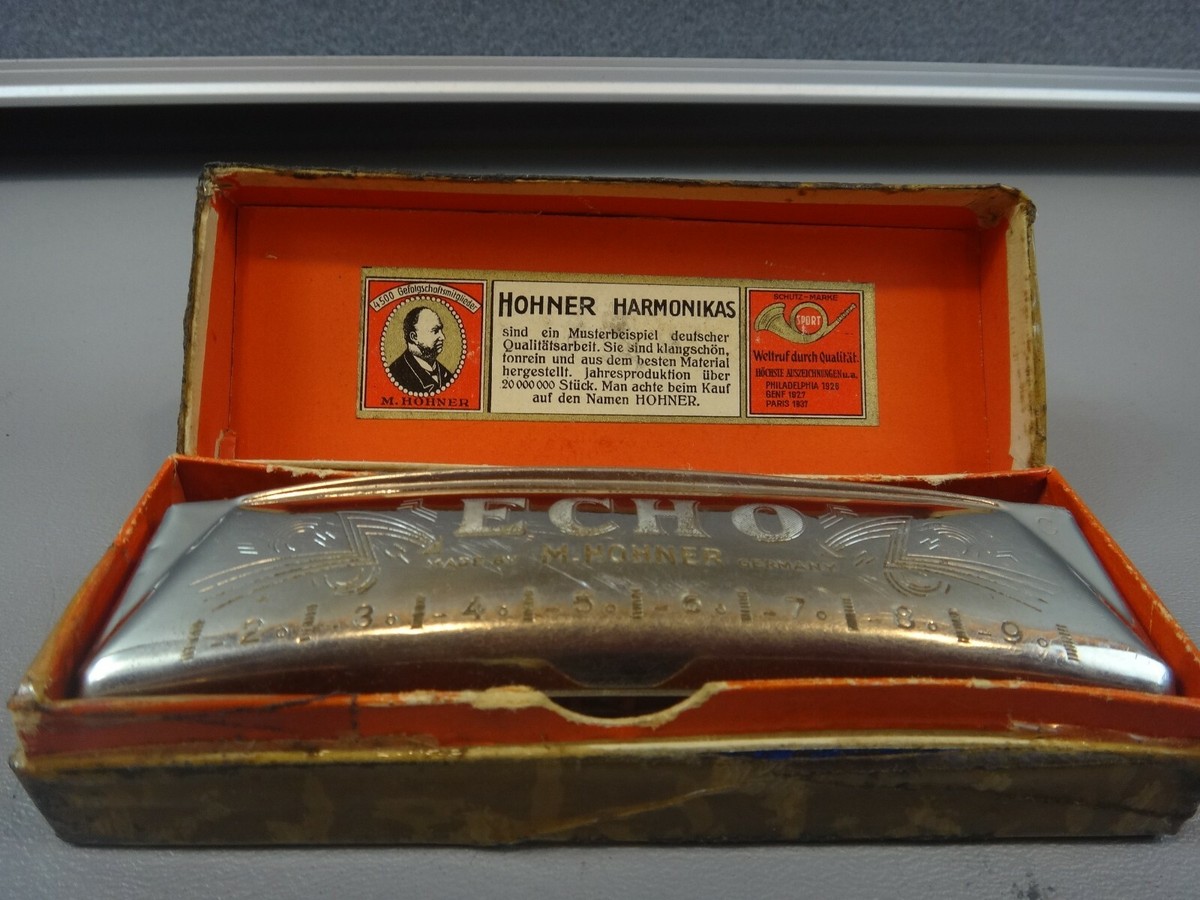 4500 Gefolgschaftsmitglieder
M. HOHNER
HOHNER HARMONIKAS
sind ein Musterbeispiel deutscher
Qualitätsarbeit. Sie sind klangschön,
tonrein und aus dem besten Material
hergestellt. Jahresproduktion über
20 000 000 Stück. Man achte beim Kauf
auf den Namen HOHNER.
SCHUTZ-MARKE
SPORT
Weltruf durch Qualität.
HÖCHSTE AUSZEICHNUNGEN u.a.
PHILADELPHIA 1926
GENF 1927
PARIS 1937
ECHO
MADE BY M. HOHNER GERMANY
2 3 4 5 6 7 8 9